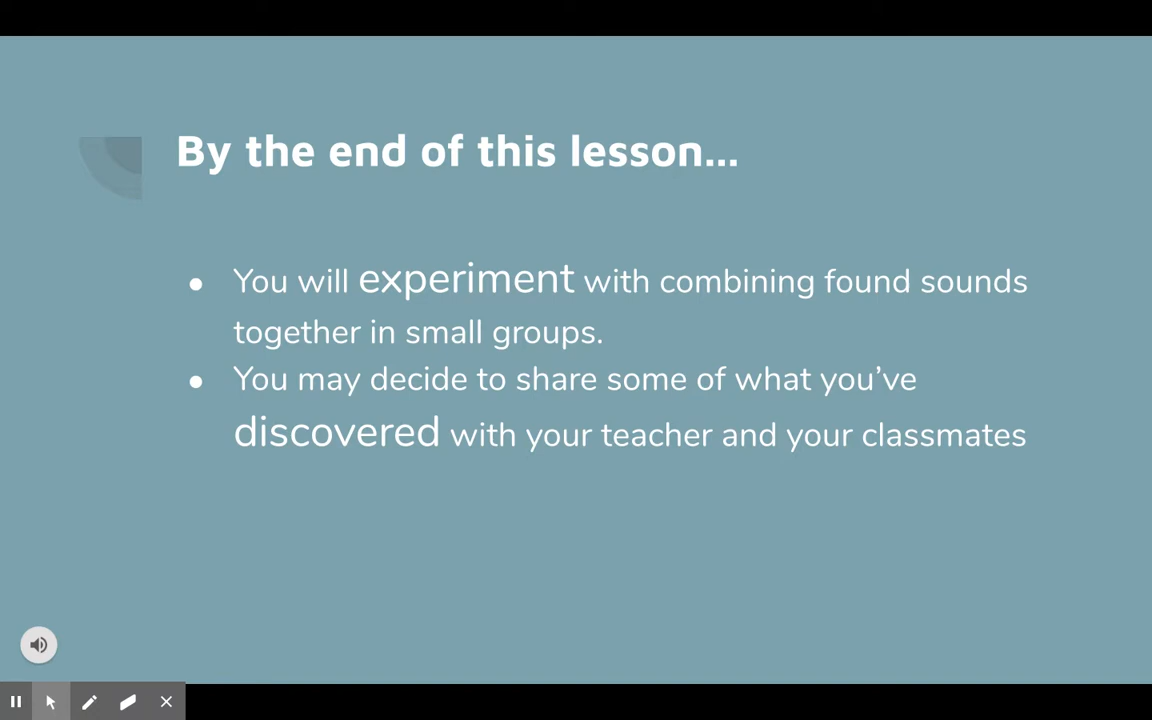 By the end of this lesson...
● You will experiment with combining found sounds
together in small groups.
● You may decide to share some of what you’ve
discovered with your teacher and your classmates